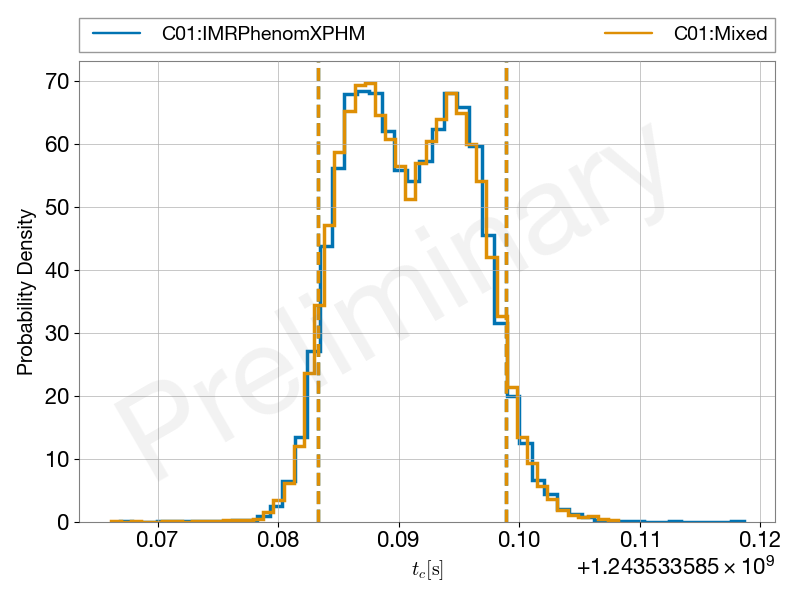 C01:IMRPhenomXPHM C01:Mixed
70
60
50
40
30
20
10
0
Probability Density
Preliminary
0.07 0.08 0.09 0.10 0.11 0.12
t_c[s]
+1.243533585 × 10⁹